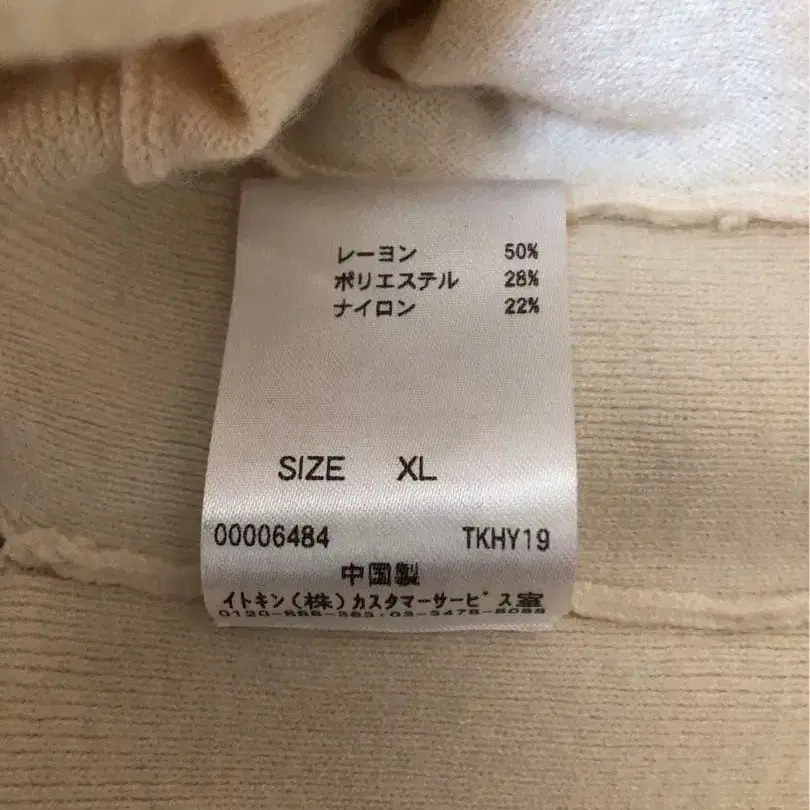 レーヨン 50%
ポリエステル 28%
ナイロン 22%
SIZE XL
00006484 TKHY19
中国製
イトキン(株)カスタマーサービス室